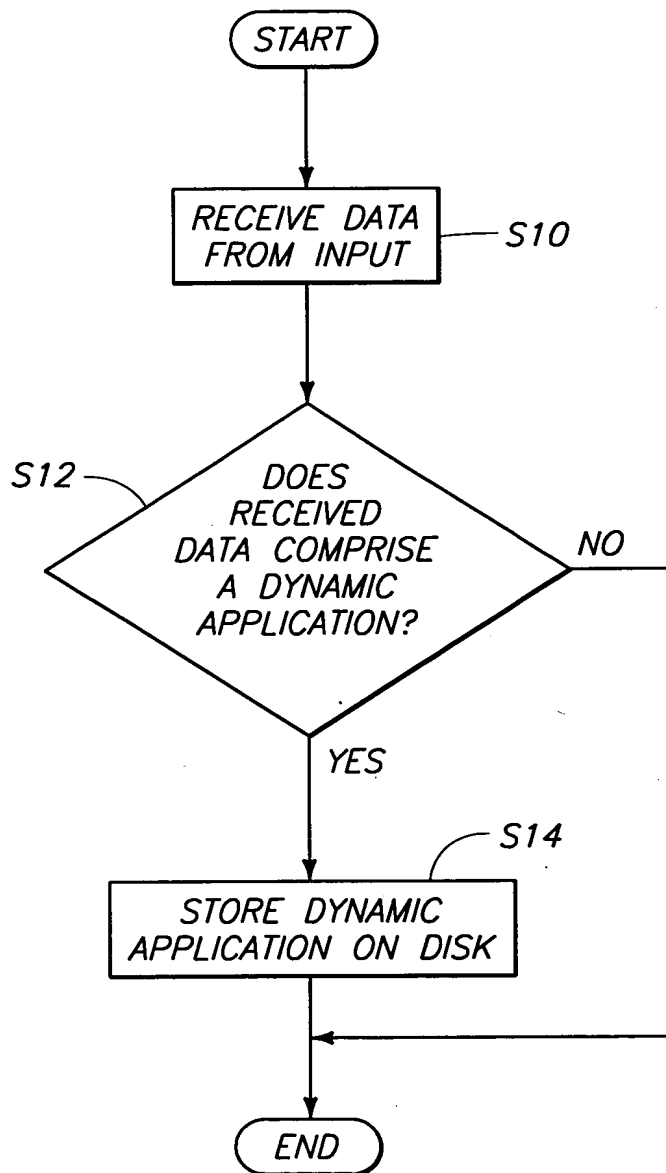 START
RECEIVE DATA
FROM INPUT
S10
S12
DOES
RECEIVED
DATA COMPRISE
A DYNAMIC
APPLICATION?
NO
YES
S14
STORE DYNAMIC
APPLICATION ON DISK
END